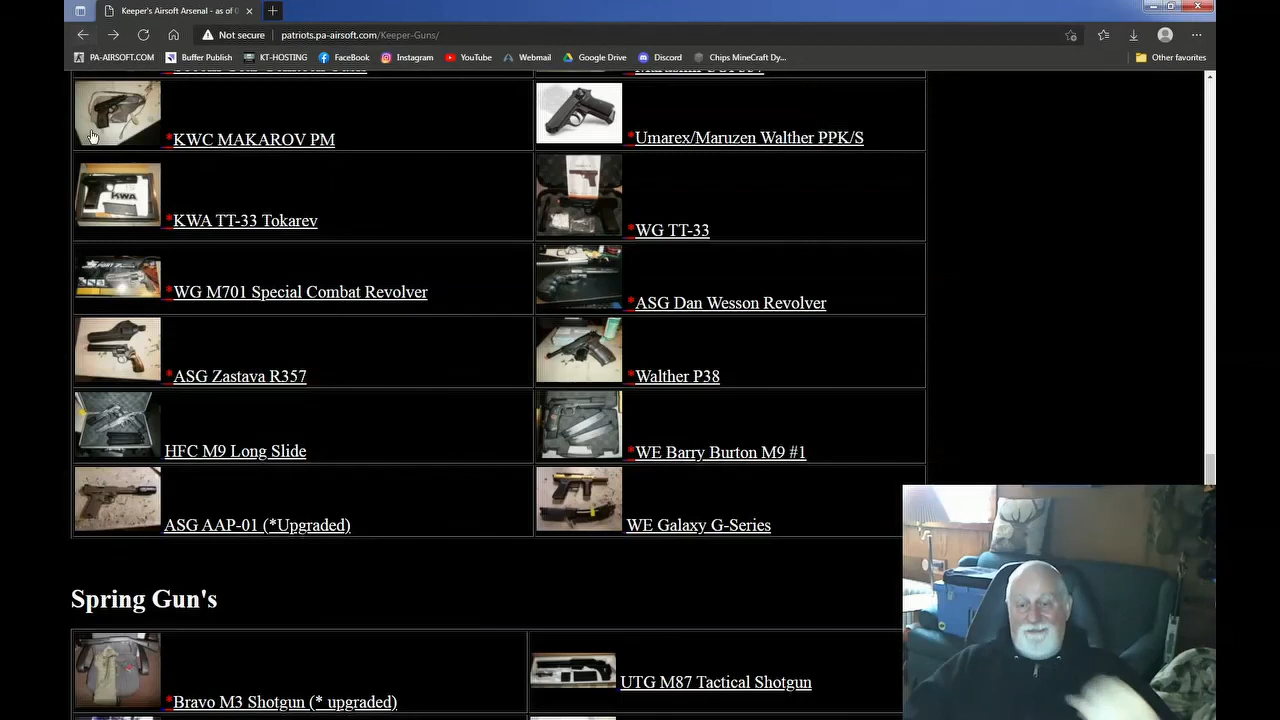 Keeper's Airsoft Arsenal - as of
Not secure patriots.pa-airsoft.com/Keeper-Guns/
PA-AIRSOFT.COM Buffer Publish KT-HOSTING FaceBook Instagram YouTube Webmail Google Drive Discord Chips MineCraft Dy... Other favorites
*KWC MAKAROV PM *Umarex/Maruzen Walther PPK/S
KWA
*KWA TT-33 Tokarev *WG TT-33
*WG M701 Special Combat Revolver *ASG Dan Wesson Revolver
*ASG Zastava R357 *Walther P38
HFC M9 Long Slide *WE Barry Burton M9 #1
ASG AAP-01 (*Upgraded) WE Galaxy G-Series
Spring Gun's
*Bravo M3 Shotgun (* upgraded) UTG M87 Tactical Shotgun